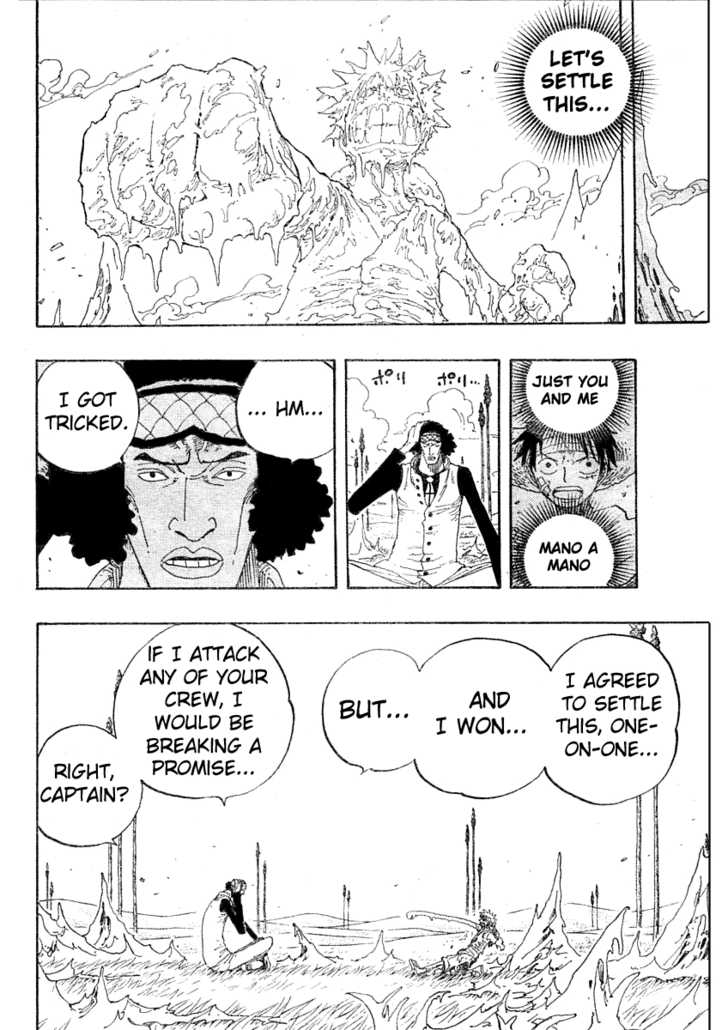 LET'S
SETTLE
THIS...
JUST YOU
AND ME
MANO A
MANO
ポリ
ポリ...
... HM...
I GOT
TRICKED.
I AGREED
TO SETTLE
THIS, ONE-
ON-ONE...
AND
I WON...
BUT...
IF I ATTACK
ANY OF YOUR
CREW, I
WOULD BE
BREAKING A
PROMISE...
RIGHT,
CAPTAIN?